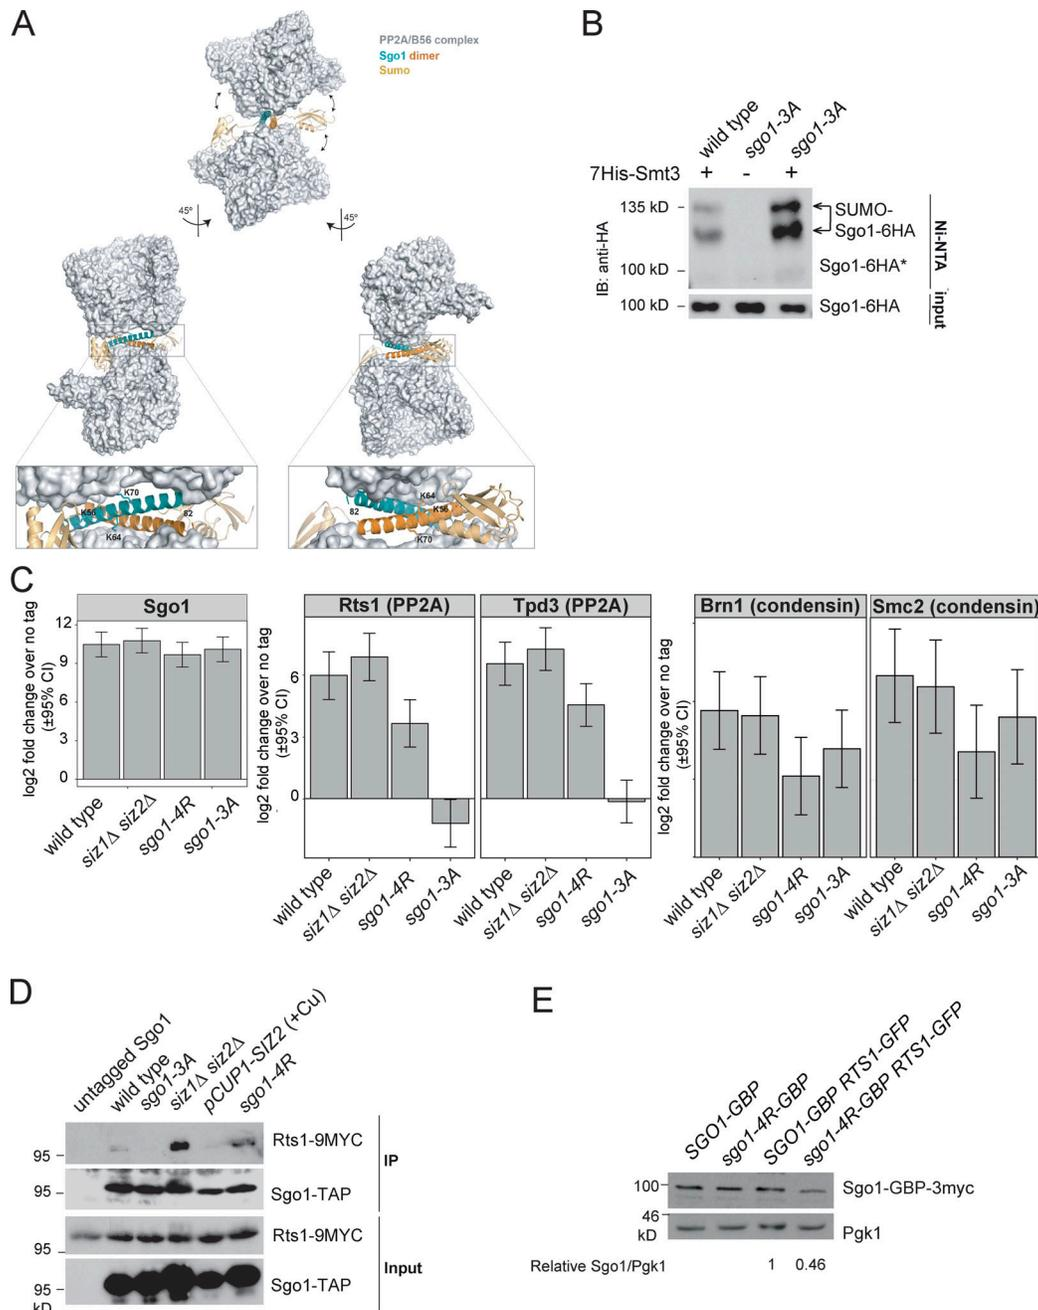 A
PP2A/B56 complex
Sgo1 dimer
Sumo
45°
45°
K70
K56
82
K64
K64
82
K56
K70
B
wild type
sgo1-3A
sgo1-3A
7His-Smt3
+ - +
135 kD
100 kD
IB: anti-HA
SUMO-
Sgo1-6HA
Sgo1-6HA*
Ni-NTA
100 kD
Sgo1-6HA
input
C
Sgo1
log2 fold change over no tag
(±95% CI)
12
9
6
3
0
wild type
siz1Δ siz2Δ
sgo1-4R
sgo1-3A
Rts1 (PP2A)
Tpd3 (PP2A)
log2 fold change over no tag
(±95% CI)
6
3
0
wild type
siz1Δ siz2Δ
sgo1-4R
sgo1-3A
wild type
siz1Δ siz2Δ
sgo1-4R
sgo1-3A
Brn1 (condensin)
Smc2 (condensin)
log2 fold change over no tag
(±95% CI)
wild type
siz1Δ siz2Δ
sgo1-4R
sgo1-3A
wild type
siz1Δ siz2Δ
sgo1-4R
sgo1-3A
D
untagged Sgo1
wild type
sgo1-3A
siz1Δ siz2Δ
pCUP1-SIZ2 (+Cu)
sgo1-4R
95
Rts1-9MYC
95
Sgo1-TAP
IP
95
Rts1-9MYC
95
Sgo1-TAP
Input
kD
E
SGO1-GBP
sgo1-4R-GBP
SGO1-GBP RTS1-GFP
sgo1-4R-GBP RTS1-GFP
100
Sgo1-GBP-3myc
46
kD
Pgk1
Relative Sgo1/Pgk1 1 0.46